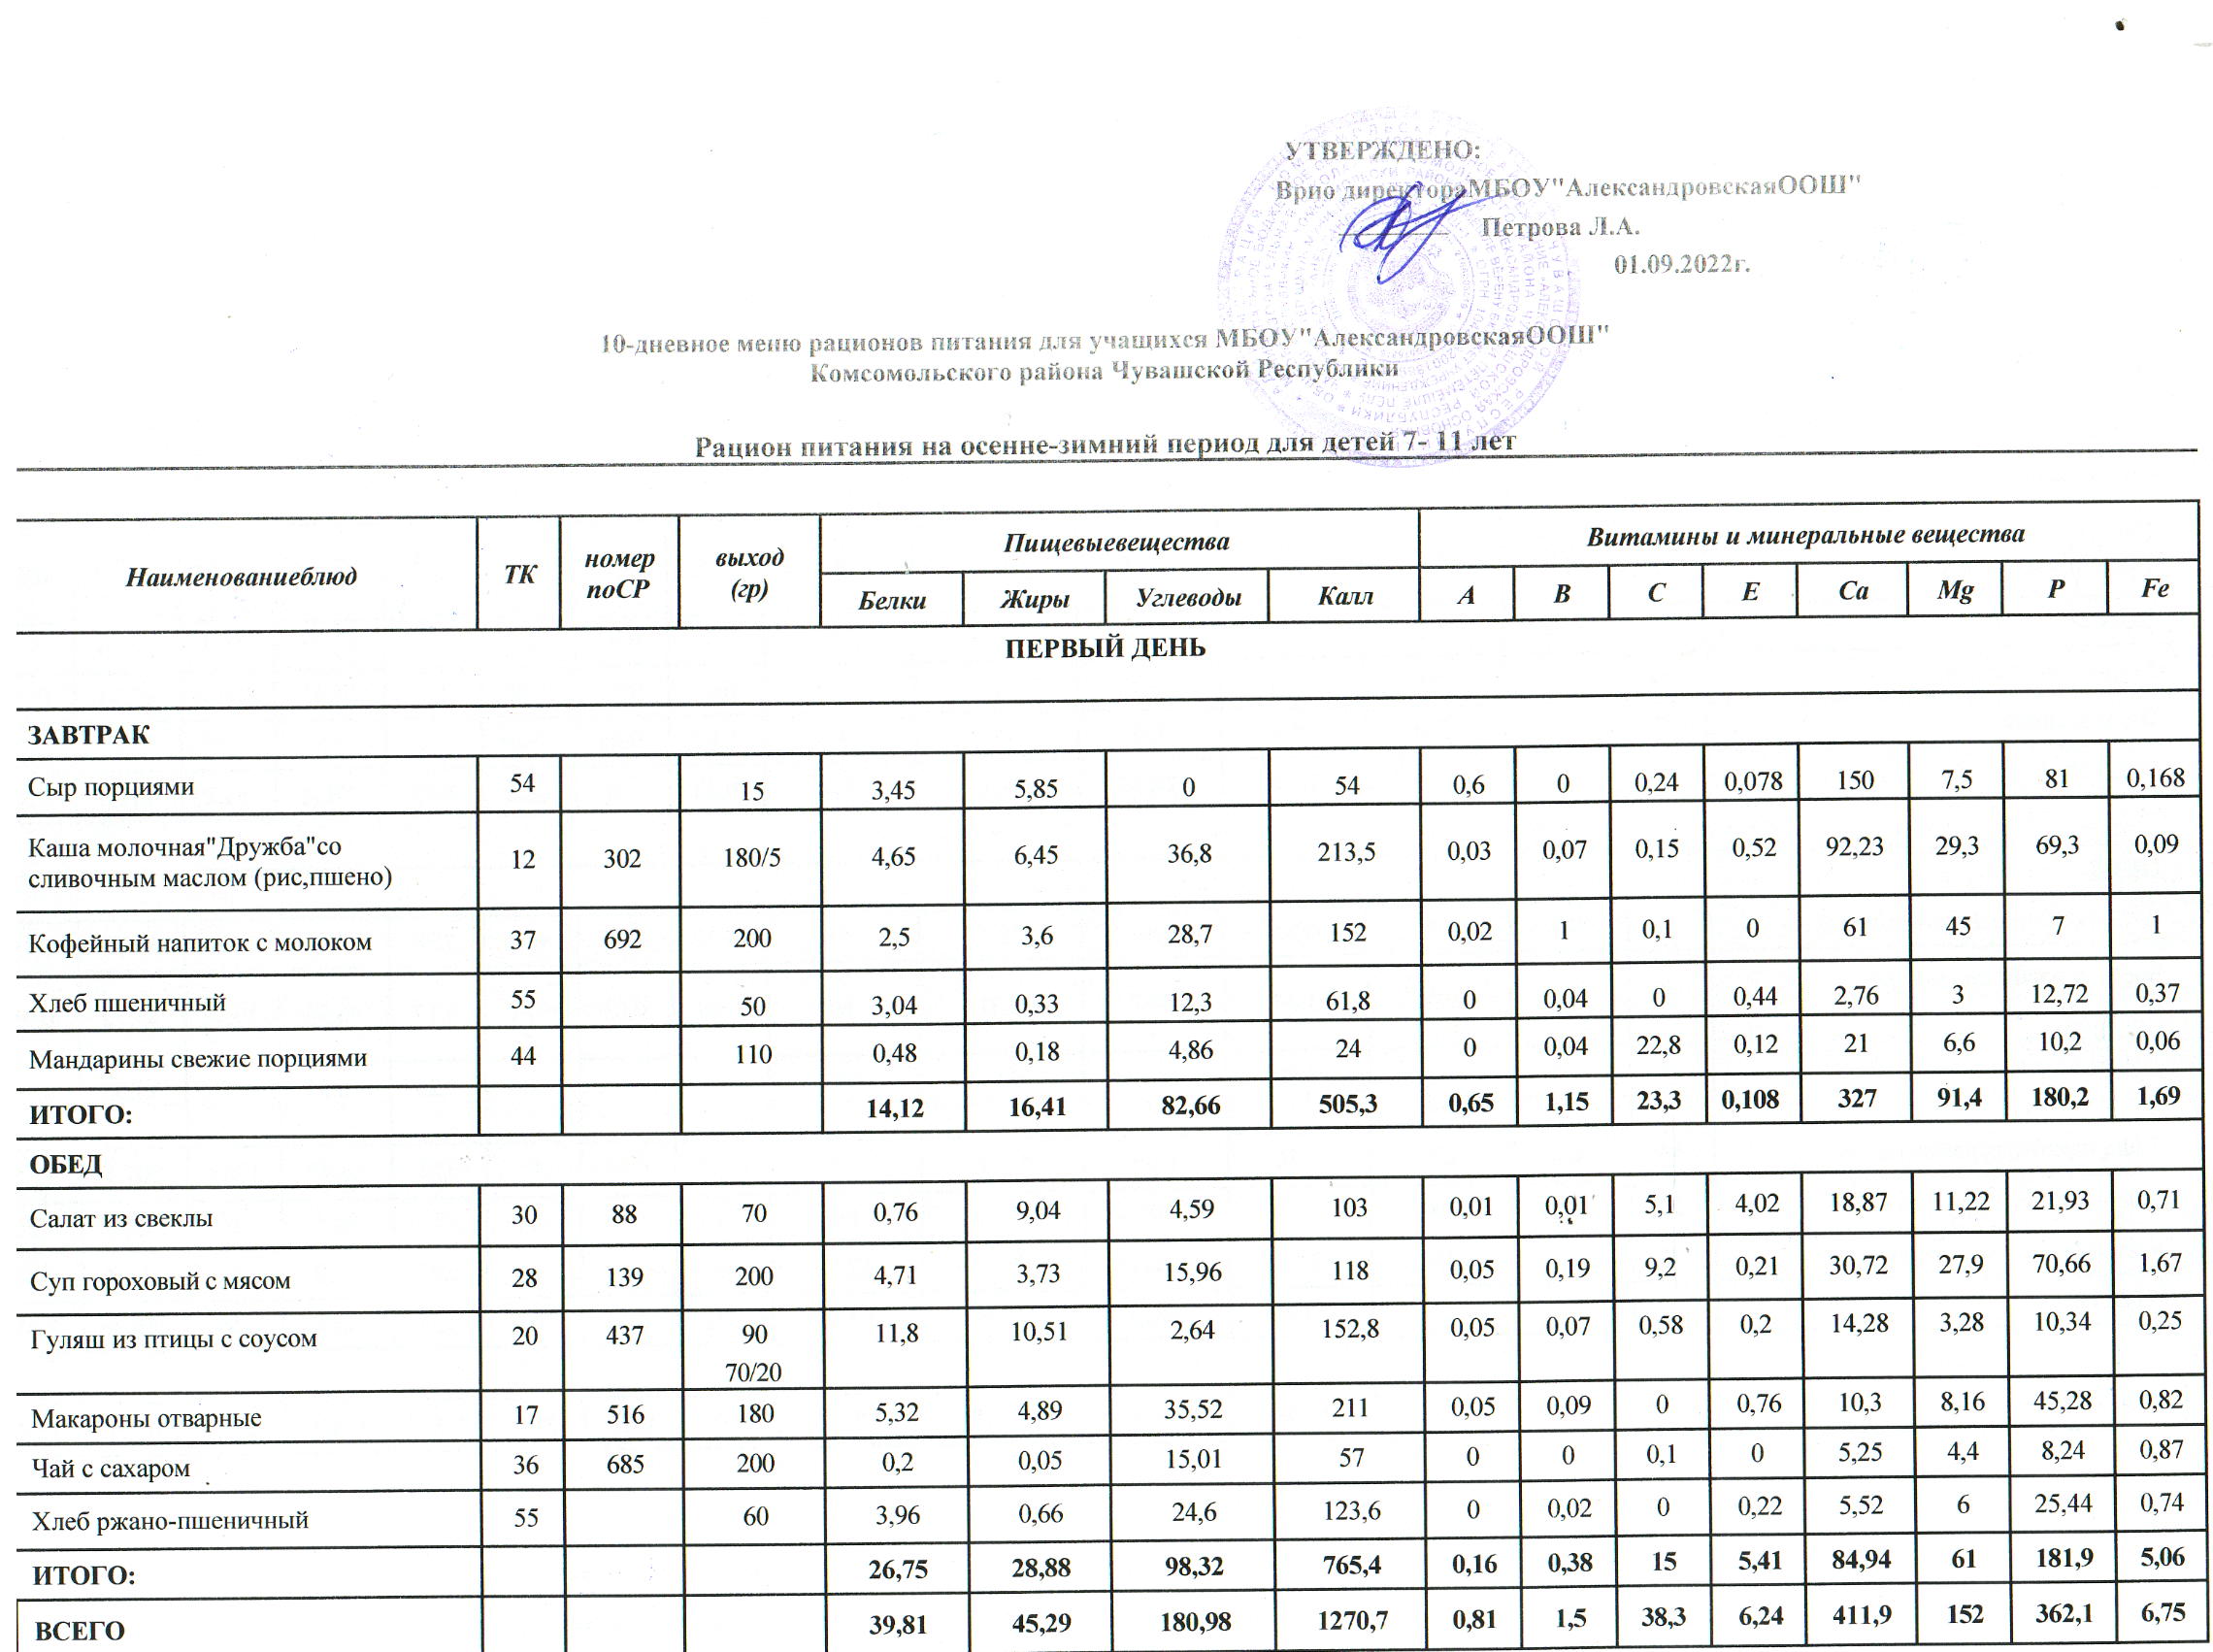 УТВЕРЖДЕНО:
Врио директораМБОУ"АлександровскаяООШ"
Петрова Л.А.
01.09.2022г.
10-дневное меню рационов питания для учащихся МБОУ"АлександровскаяООШ"
Комсомольского района Чувашской Республики
Рацион питания на осенне-зимний период для детей 7- 11 лет
Наименованиеблюд ТК номер поСР выход (гр) Пищевыевещества Витамины и минеральные вещества
Белки Жиры Углеводы Калл A B C E Ca Mg P Fe
ПЕРВЫЙ ДЕНЬ
ЗАВТРАК
Сыр порциями 54 15 3,45 5,85 0 54 0,6 0 0,24 0,078 150 7,5 81 0,168
Каша молочная"Дружба"со
сливочным маслом (рис,пшено) 12 302 180/5 4,65 6,45 36,8 213,5 0,03 0,07 0,15 0,52 92,23 29,3 69,3 0,09
Кофейный напиток с молоком 37 692 200 2,5 3,6 28,7 152 0,02 1 0,1 0 61 45 7 1
Хлеб пшеничный 55 50 3,04 0,33 12,3 61,8 0 0,04 0 0,44 2,76 3 12,72 0,37
Мандарины свежие порциями 44 110 0,48 0,18 4,86 24 0 0,04 22,8 0,12 21 6,6 10,2 0,06
ИТОГО: 14,12 16,41 82,66 505,3 0,65 1,15 23,3 0,108 327 91,4 180,2 1,69
ОБЕД
Салат из свеклы 30 88 70 0,76 9,04 4,59 103 0,01 0,01 5,1 4,02 18,87 11,22 21,93 0,71
Суп гороховый с мясом 28 139 200 4,71 3,73 15,96 118 0,05 0,19 9,2 0,21 30,72 27,9 70,66 1,67
Гуляш из птицы с соусом 20 437 90 11,8 10,51 2,64 152,8 0,05 0,07 0,58 0,2 14,28 3,28 10,34 0,25
70/20
Макароны отварные 17 516 180 5,32 4,89 35,52 211 0,05 0,09 0 0,76 10,3 8,16 45,28 0,82
Чай с сахаром 36 685 200 0,2 0,05 15,01 57 0 0 0,1 0 5,25 4,4 8,24 0,87
Хлеб ржано-пшеничный 55 60 3,96 0,66 24,6 123,6 0 0,02 0 0,22 5,52 6 25,44 0,74
ИТОГО: 26,75 28,88 98,32 765,4 0,16 0,38 15 5,41 84,94 61 181,9 5,06
ВСЕГО 39,81 45,29 180,98 1270,7 0,81 1,5 38,3 6,24 411,9 152 362,1 6,75